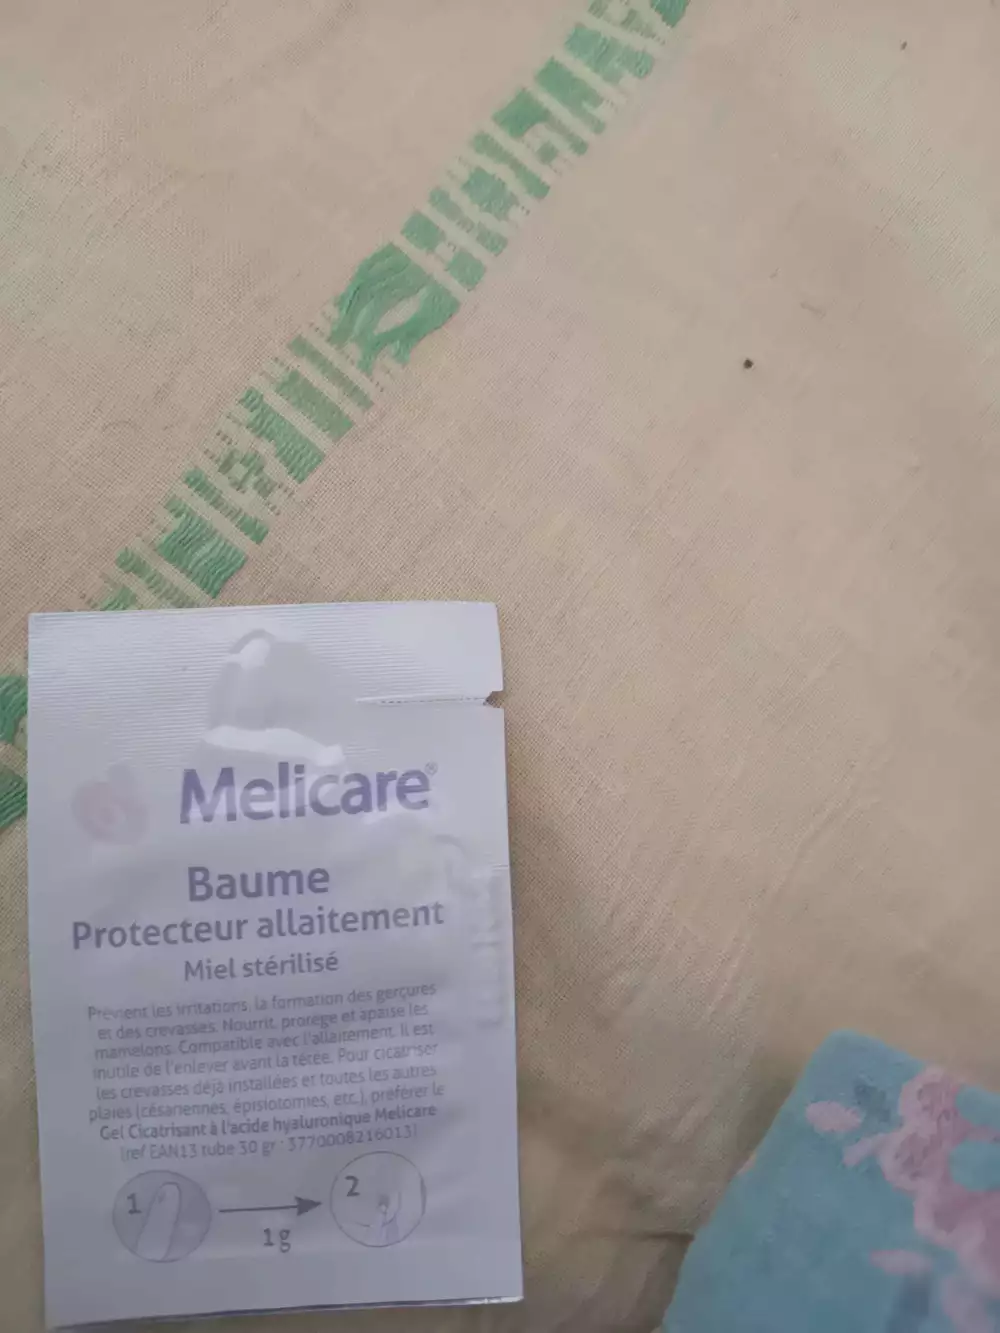 Melicare®
Baume
Protecteur allaitement
Miel stérilisé
Prévient les irritations, la formation des gerçures
et des crevasses. Nourrit, protège et apaise les
mamelons. Compatible avec l'allaitement. Il est
inutile de l'enlever avant la tétée. Pour cicatriser
les crevasses déjà installées et toutes les autres
plaies (césariennes, épisiotomies, etc.), préférer le
Gel Cicatrisant à l'acide hyaluronique Melicare
(ref EAN13 tube 30 gr : 3770008216013)
1
2
1 g